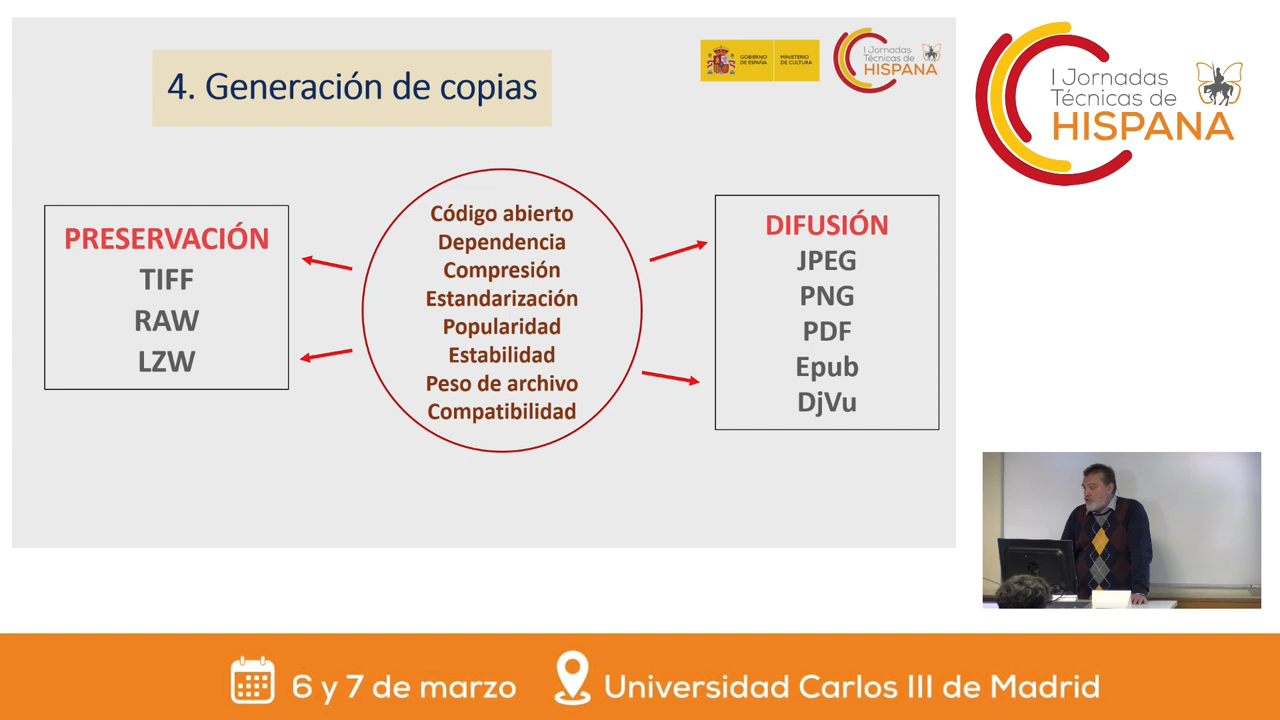 4. Generación de copias
GOBIERNO
DE ESPAÑA
MINISTERIO
DE CULTURA
I Jornadas
Técnicas de
HISPANA
PRESERVACIÓN
TIFF
RAW
LZW
Código abierto
Dependencia
Compresión
Estandarización
Popularidad
Estabilidad
Peso de archivo
Compatibilidad
DIFUSIÓN
JPEG
PNG
PDF
Epub
DjVu
I Jornadas
Técnicas de
HISPANA
6 y 7 de marzo
Universidad Carlos III de Madrid